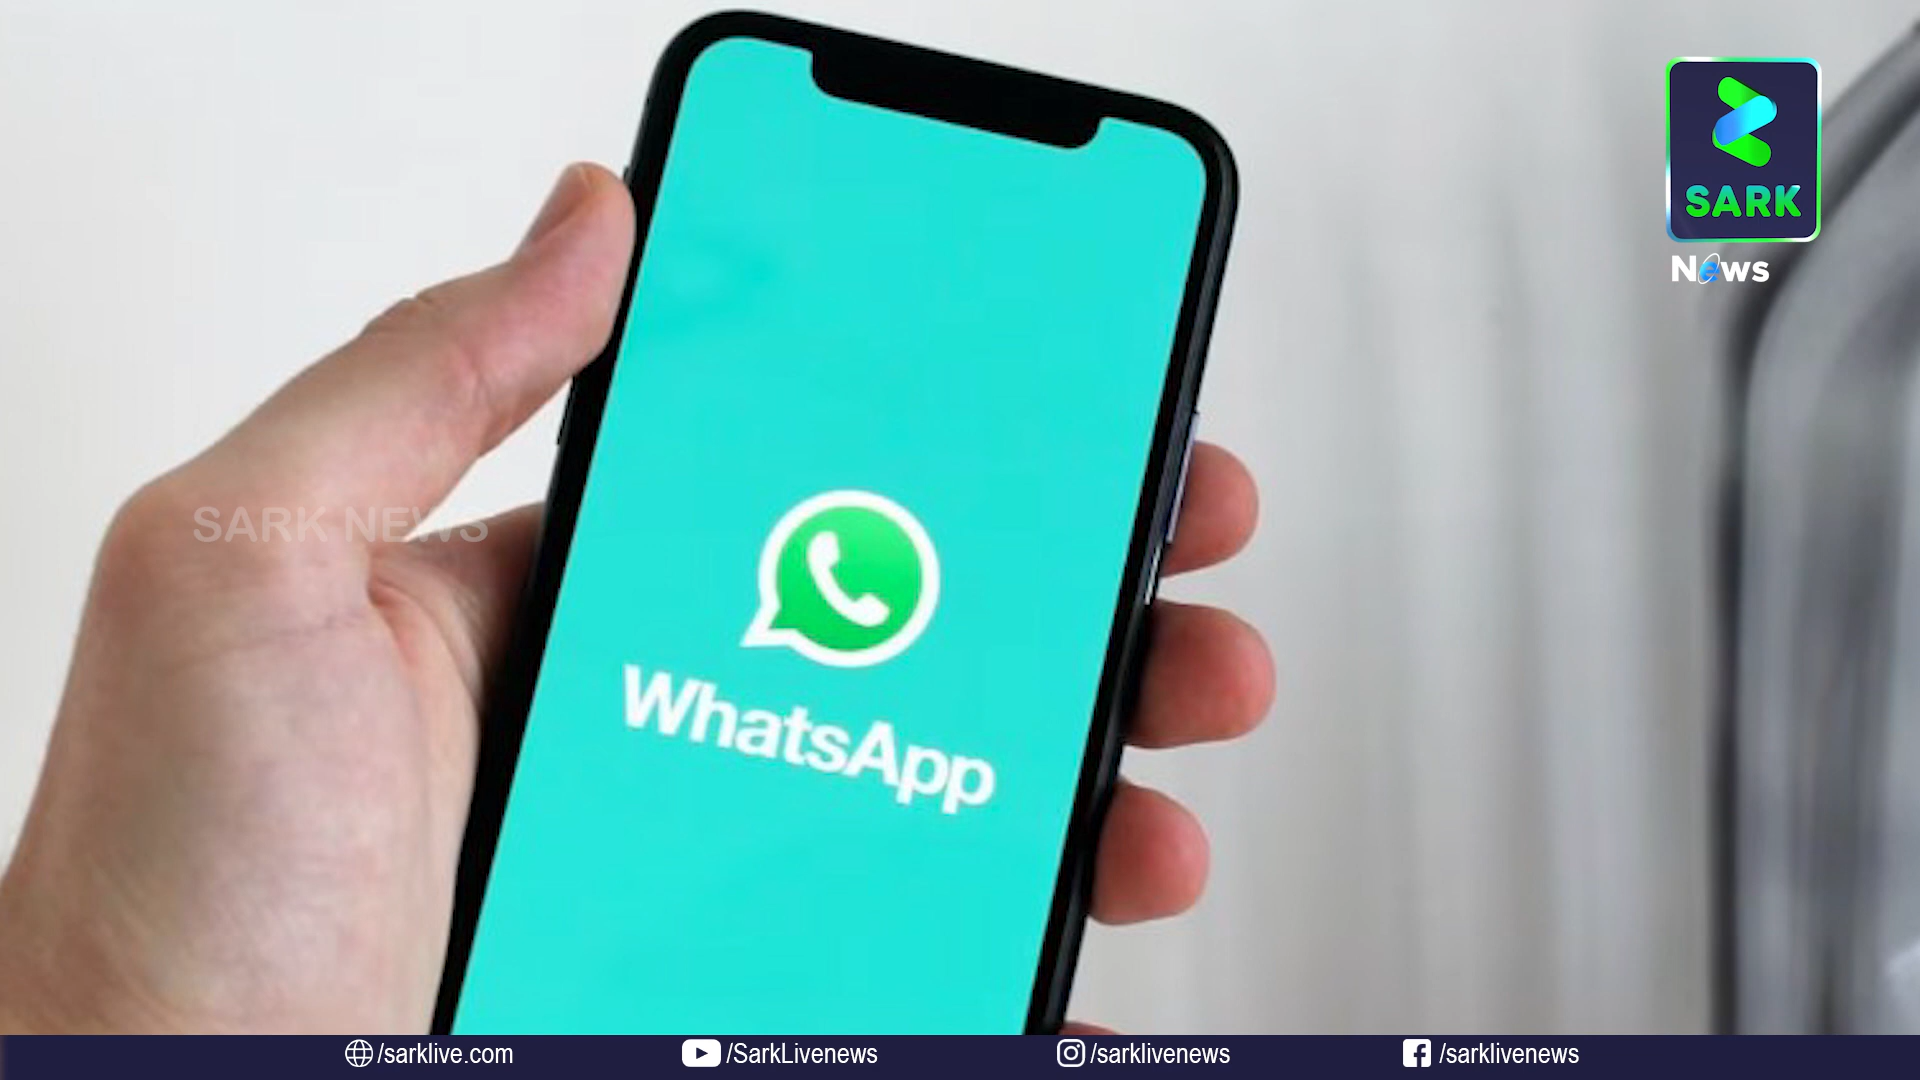 SARK
News
SARK NEWS
WhatsApp
/sarklive.com
/SarkLivenews
/sarklivenews
/sarklivenews